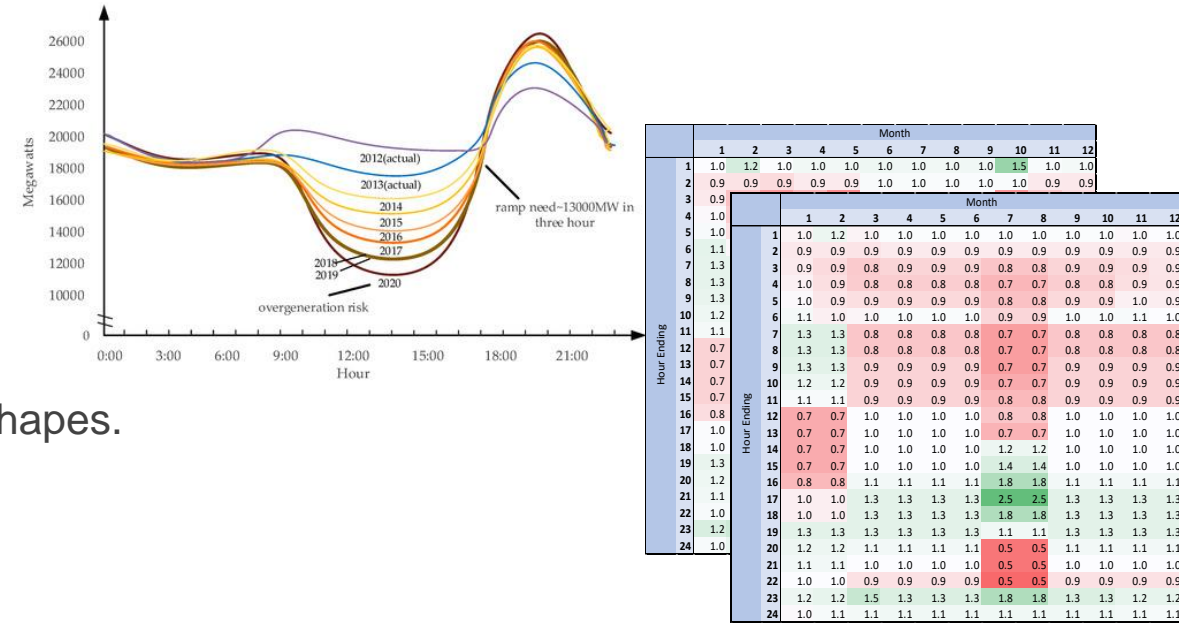 26000
24000
22000
20000
18000
16000
14000
12000
10000
0
Megawatts
2012(actual)
2013(actual)
2014
2015
2016
2017
2018
2019
2020
ramp need~13000MW in
three hour
overgeneration risk
0:00 3:00 6:00 9:00 12:00 15:00 18:00 21:00
Hour
hapes.
Month
1 2 3 4 5 6 7 8 9 10 11 12
Hour Ending
1 1.0 1.2 1.0 1.0 1.0 1.0 1.0 1.0 1.0 1.5 1.0 1.0
2 0.9 0.9 0.9 0.9 0.9 1.0 1.0 1.0 1.0 1.0 0.9 0.9
3 0.9
4 1.0
5 1.0
6 1.1
7 1.3
8 1.3
9 1.3
10 1.2
11 1.1
12 0.7
13 0.7
14 0.7
15 0.7
16 0.8
17 1.0
18 1.0
19 1.3
20 1.2
21 1.1
22 1.0
23 1.2
24 1.0
Month
1 2 3 4 5 6 7 8 9 10 11 12
Hour Ending
1 1.0 1.2 1.0 1.0 1.0 1.0 1.0 1.0 1.0 1.0 1.0 1.0
2 0.9 0.9 0.9 0.9 0.9 0.9 0.9 0.9 0.9 0.9 0.9 0.9
3 0.9 0.9 0.8 0.9 0.9 0.9 0.8 0.8 0.9 0.9 0.9 0.9
4 1.0 0.9 0.8 0.8 0.8 0.8 0.7 0.7 0.8 0.8 0.9 0.9
5 1.0 0.9 0.9 0.9 0.9 0.9 0.8 0.8 0.9 0.9 1.0 0.9
6 1.1 1.0 1.0 1.0 1.0 1.0 0.9 0.9 1.0 1.0 1.1 1.0
7 1.3 1.3 0.8 0.8 0.8 0.8 0.7 0.7 0.8 0.8 0.8 0.8
8 1.3 1.3 0.8 0.8 0.8 0.8 0.7 0.7 0.8 0.8 0.8 0.8
9 1.3 1.3 0.9 0.9 0.9 0.9 0.7 0.7 0.9 0.9 0.9 0.9
10 1.2 1.2 0.9 0.9 0.9 0.9 0.7 0.7 0.9 0.9 0.9 0.9
11 1.1 1.1 0.9 0.9 0.9 0.9 0.8 0.8 0.9 0.9 0.9 0.9
12 0.7 0.7 1.0 1.0 1.0 1.0 0.8 0.8 1.0 1.0 1.0 1.0
13 0.7 0.7 1.0 1.0 1.0 1.0 0.7 0.7 1.0 1.0 1.0 1.0
14 0.7 0.7 1.0 1.0 1.0 1.0 1.2 1.2 1.0 1.0 1.0 1.0
15 0.7 0.7 1.0 1.0 1.0 1.0 1.4 1.4 1.0 1.0 1.0 1.0
16 0.8 0.8 1.1 1.1 1.1 1.1 1.8 1.8 1.1 1.1 1.1 1.1
17 1.0 1.0 1.3 1.3 1.3 1.3 2.5 2.5 1.3 1.3 1.3 1.3
18 1.0 1.0 1.3 1.3 1.3 1.3 1.8 1.8 1.3 1.3 1.3 1.3
19 1.3 1.3 1.3 1.3 1.3 1.3 1.1 1.1 1.3 1.3 1.3 1.3
20 1.2 1.2 1.1 1.1 1.1 1.1 0.5 0.5 1.1 1.1 1.1 1.1
21 1.1 1.1 1.0 1.0 1.0 1.0 0.5 0.5 1.0 1.0 1.0 1.0
22 1.0 1.0 0.9 0.9 0.9 0.9 0.5 0.5 0.9 0.9 0.9 0.9
23 1.2 1.2 1.5 1.3 1.3 1.3 1.8 1.8 1.3 1.3 1.2 1.2
24 1.0 1.1 1.1 1.1 1.1 1.1 1.1 1.1 1.1 1.1 1.1 1.1